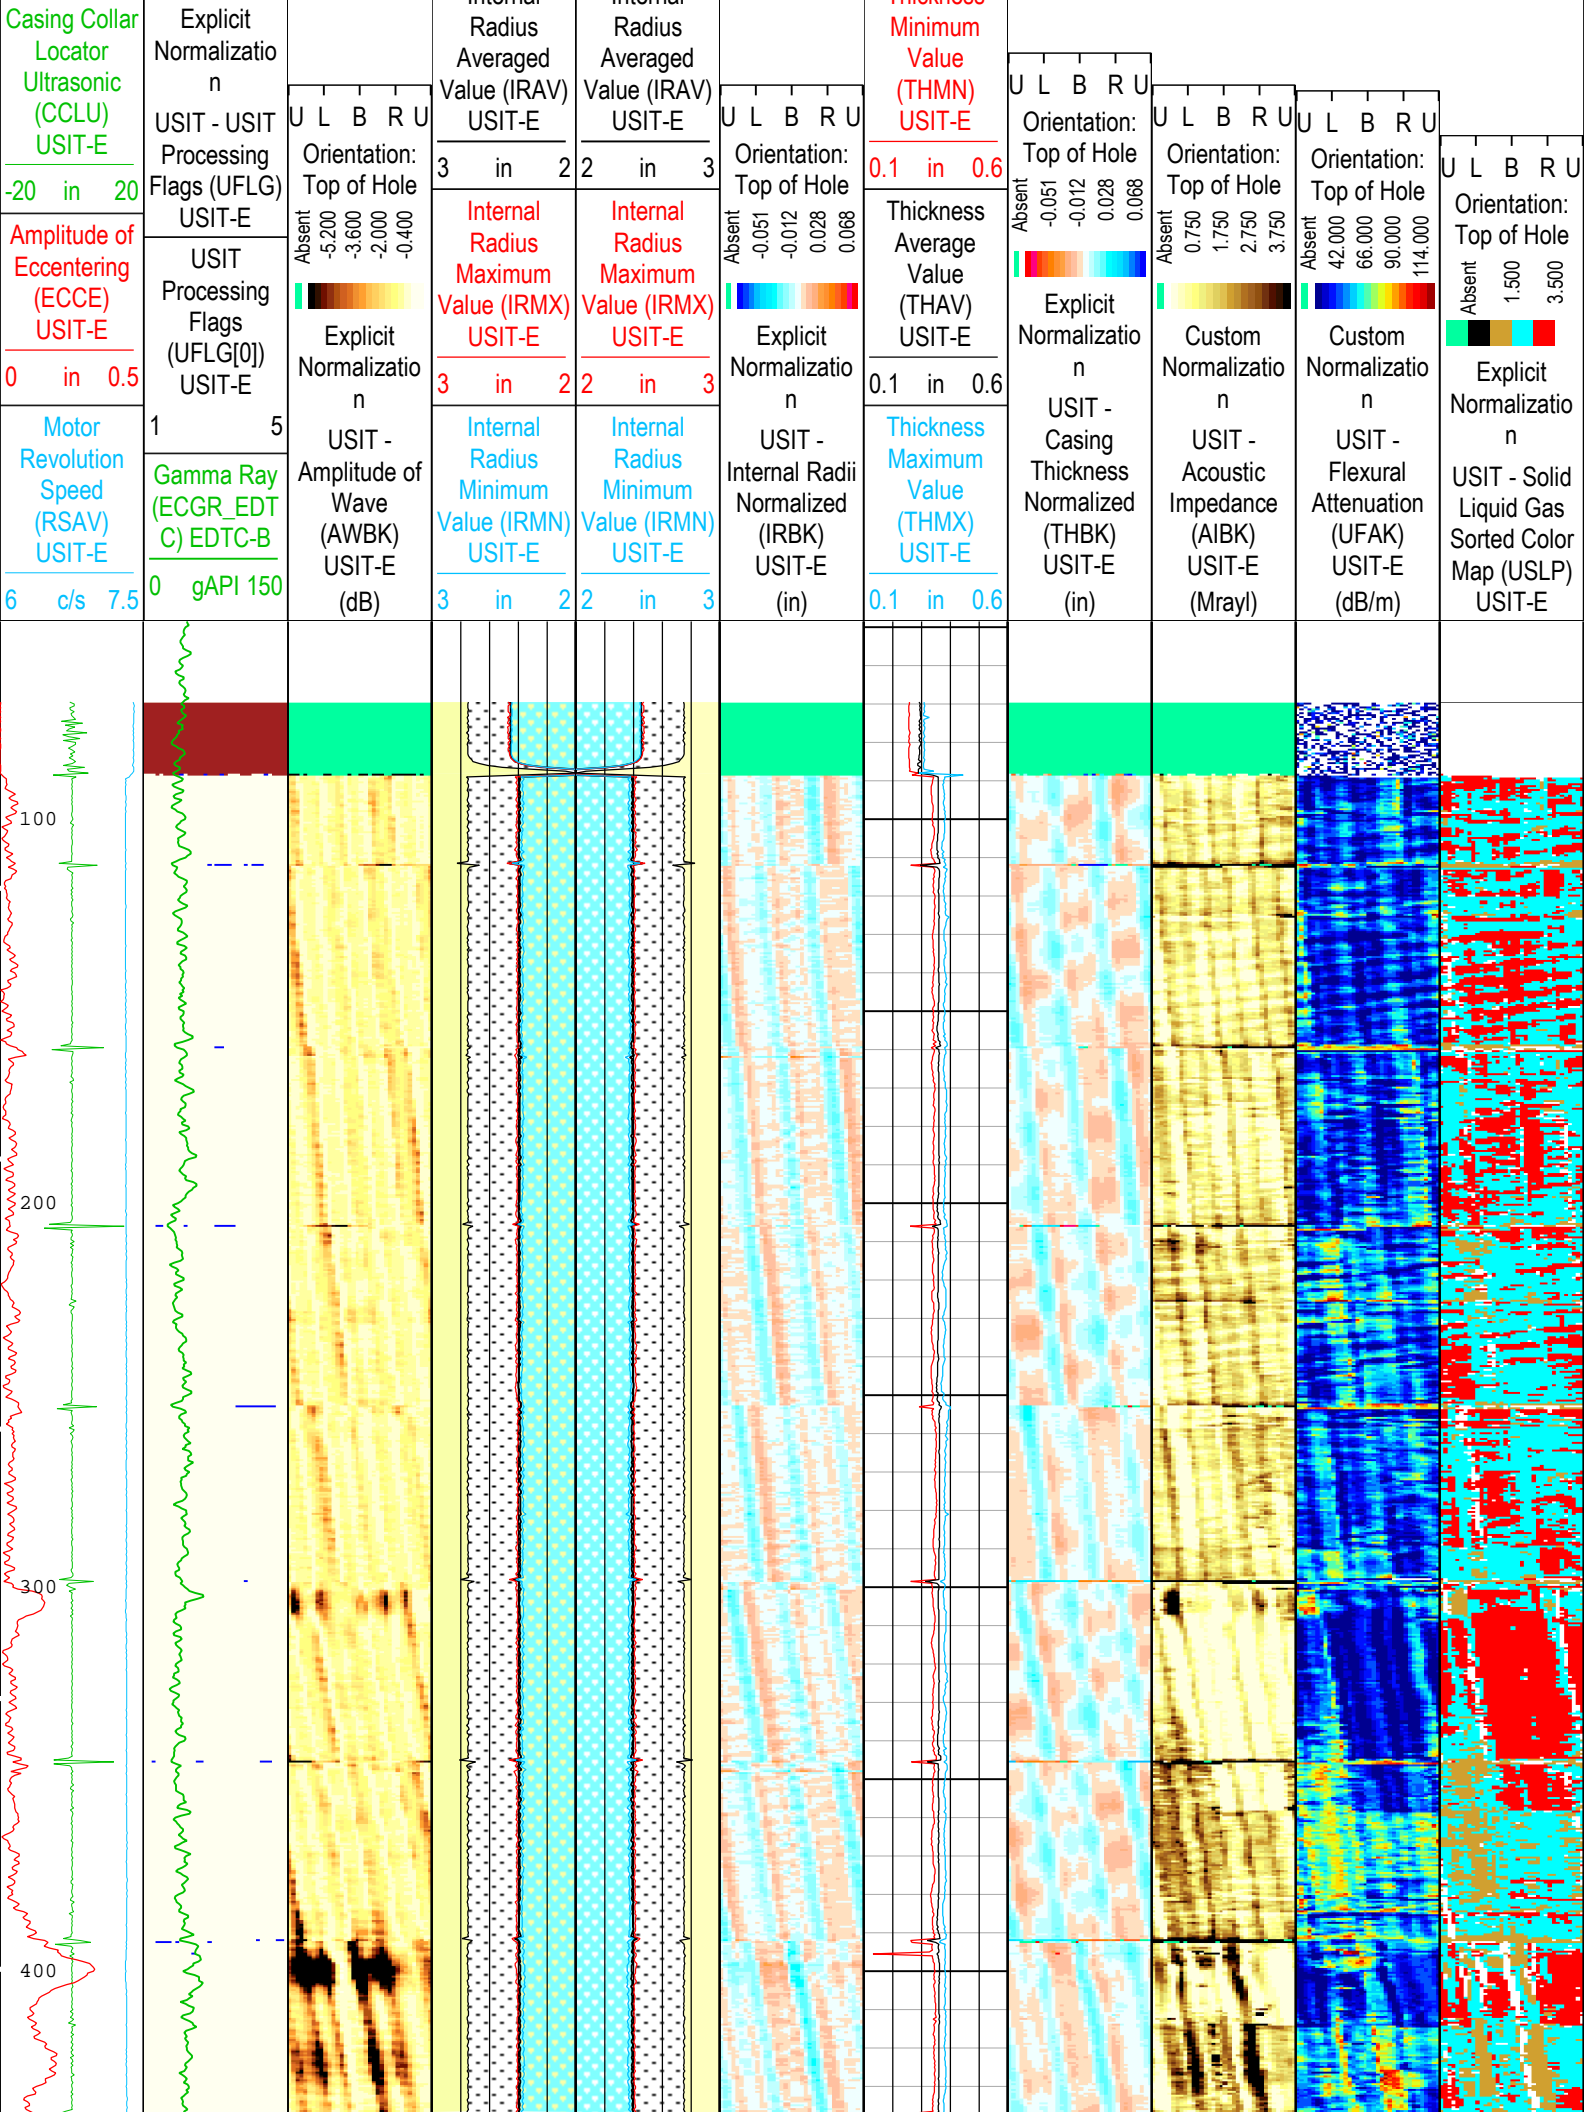 Casing Collar
Locator
Ultrasonic
(CCLU)
USIT-E
-20 in 20
Amplitude of
Eccentering
(ECCE)
USIT-E
0 in 0.5
Motor
Revolution
Speed
(RSAV)
USIT-E
6 c/s 7.5
Explicit
Normalizatio
n
USIT - USIT
Processing
Flags (UFLG)
USIT-E
USIT
Processing
Flags
(UFLG[0])
USIT-E
1 5
Gamma Ray
(ECGR_EDT
C) EDTC-B
0 gAPI 150
U L B R U
Orientation:
Top of Hole
Absent
-5.200
-3.600
-2.000
-0.400
Explicit
Normalizatio
n
USIT -
Amplitude of
Wave
(AWBK)
USIT-E
(dB)
Internal
Radius
Averaged
Value (IRAV)
USIT-E
3 in 2
Internal
Radius
Maximum
Value (IRMX)
USIT-E
3 in 2
Internal
Radius
Minimum
Value (IRMN)
USIT-E
3 in 2
Internal
Radius
Averaged
Value (IRAV)
USIT-E
2 in 3
Internal
Radius
Maximum
Value (IRMX)
USIT-E
2 in 3
Internal
Radius
Minimum
Value (IRMN)
USIT-E
2 in 3
U L B R U
Orientation:
Top of Hole
Absent
-0.051
-0.012
0.028
0.068
Explicit
Normalizatio
n
USIT -
Internal Radii
Normalized
(IRBK)
USIT-E
(in)
Thickness
Minimum
Value
(THMN)
USIT-E
0.1 in 0.6
Thickness
Average
Value
(THAV)
USIT-E
0.1 in 0.6
Thickness
Maximum
Value
(THMX)
USIT-E
0.1 in 0.6
U L B R U
Orientation:
Top of Hole
Absent
-0.051
-0.012
0.028
0.068
Explicit
Normalizatio
n
USIT -
Casing
Thickness
Normalized
(THBK)
USIT-E
(in)
U L B R U
Orientation:
Top of Hole
Absent
0.750
1.750
2.750
3.750
Custom
Normalizatio
n
USIT -
Acoustic
Impedance
(AIBK)
USIT-E
(Mrayl)
U L B R U
Orientation:
Top of Hole
Absent
42.000
66.000
90.000
114.000
Custom
Normalizatio
n
USIT -
Flexural
Attenuation
(UFAK)
USIT-E
(dB/m)
U L B R U
Orientation:
Top of Hole
Absent
1.500
3.500
Explicit
Normalizatio
n
USIT - Solid
Liquid Gas
Sorted Color
Map (USLP)
USIT-E
100
200
300
400